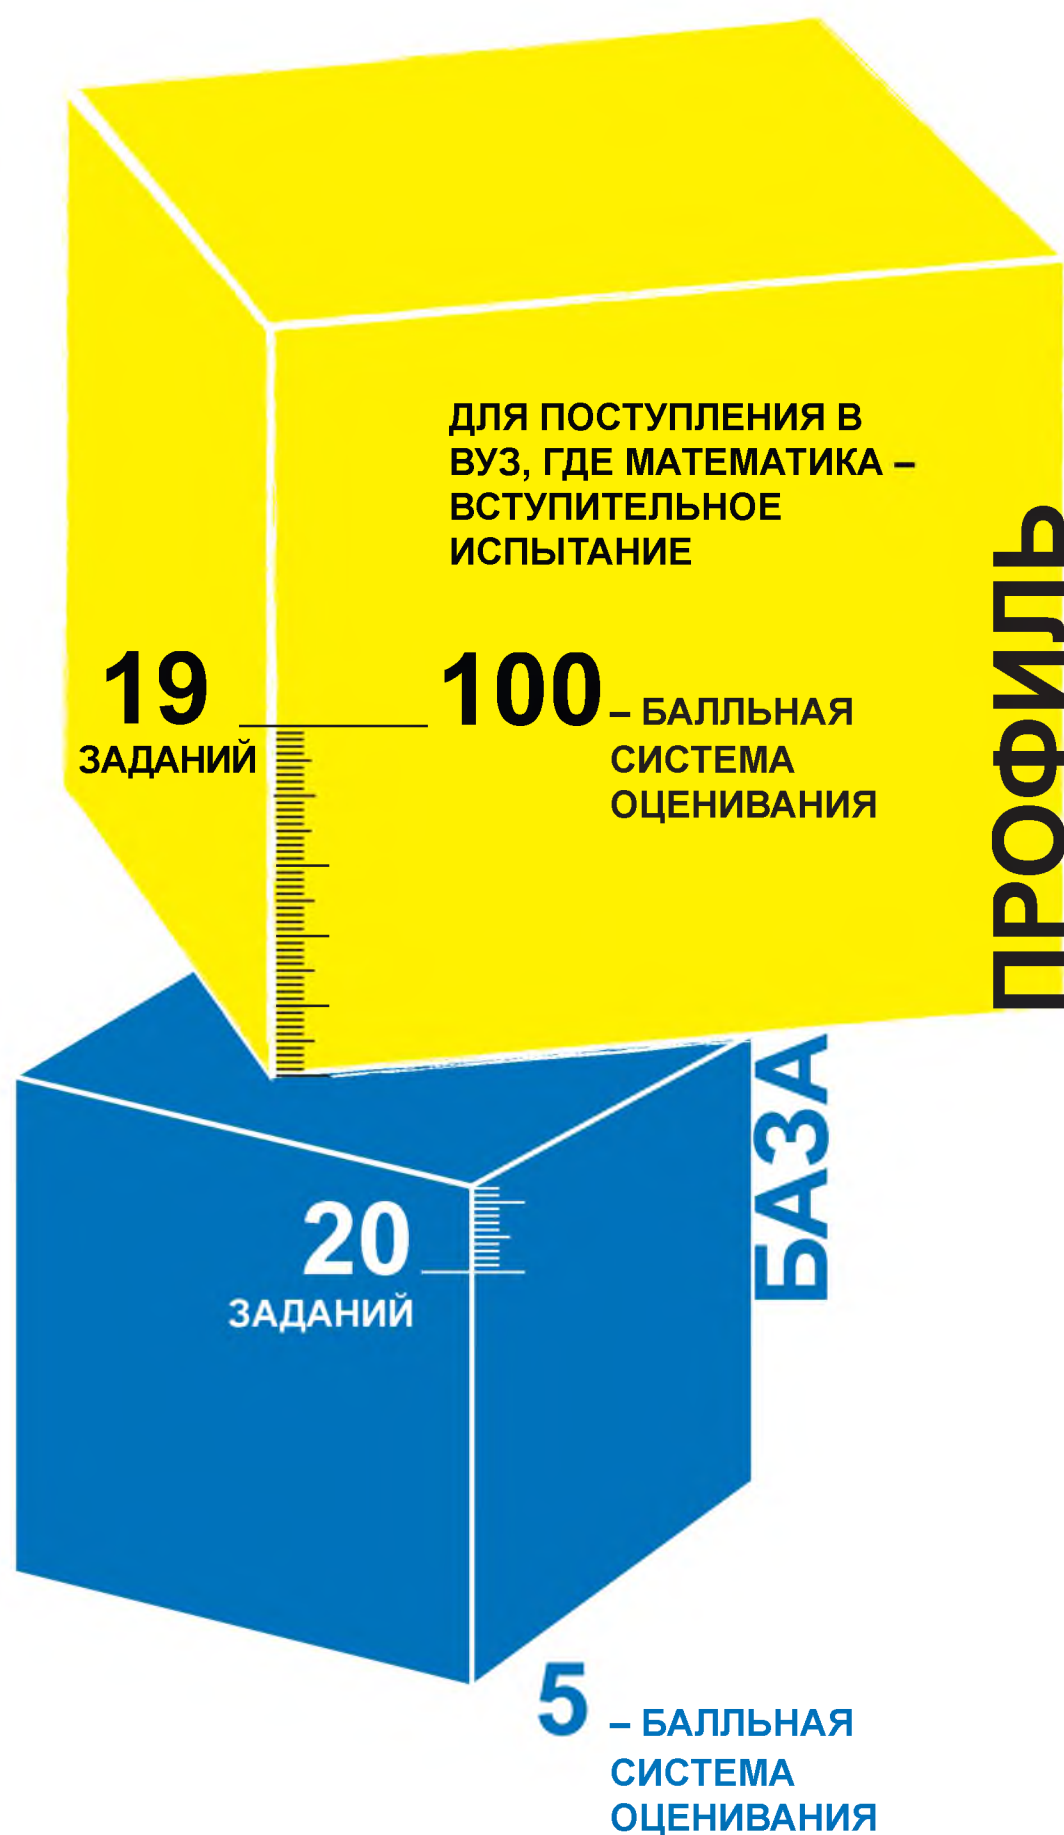 ДЛЯ ПОСТУПЛЕНИЯ В
ВУЗ, ГДЕ МАТЕМАТИКА –
ВСТУПИТЕЛЬНОЕ
ИСПЫТАНИЕ
ПРОФИЛЬ
19
ЗАДАНИЙ
100 – БАЛЛЬНАЯ
СИСТЕМА
ОЦЕНИВАНИЯ
БАЗА
20
ЗАДАНИЙ
5 – БАЛЛЬНАЯ
СИСТЕМА
ОЦЕНИВАНИЯ